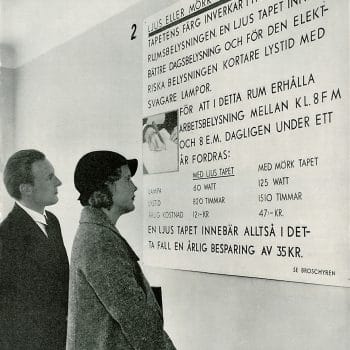 2
LJUS ELLER MÖRK
TAPETENS FÄRG INVERKAR I
RUMSBELYSNINGEN. EN LJUS TAPET INNE
BÄTTRE DAGSBELYSNING OCH FÖR DEN ELEKT-
RISKA BELYSNINGEN KORTARE LYSTID MED
SVAGARE LAMPOR.
FÖR ATT I DETTA RUM ERHÅLLA
ARBETSBELYSNING MELLAN KL. 8 F M
OCH 8 E.M. DAGLIGEN UNDER ETT
ÅR FORDRAS:
MED LJUS TAPET MED MÖRK TAPET
LAMPA 60 WATT 125 WATT
LYSTID 820 TIMMAR 1510 TIMMAR
ÅRLIG KOSTNAD 12:- KR 47:- KR.
EN LJUS TAPET INNEBÄR ALLTSÅ I DET-
TA FALL EN ÅRLIG BESPARING AV 35 KR.
SE BROSCHYREN